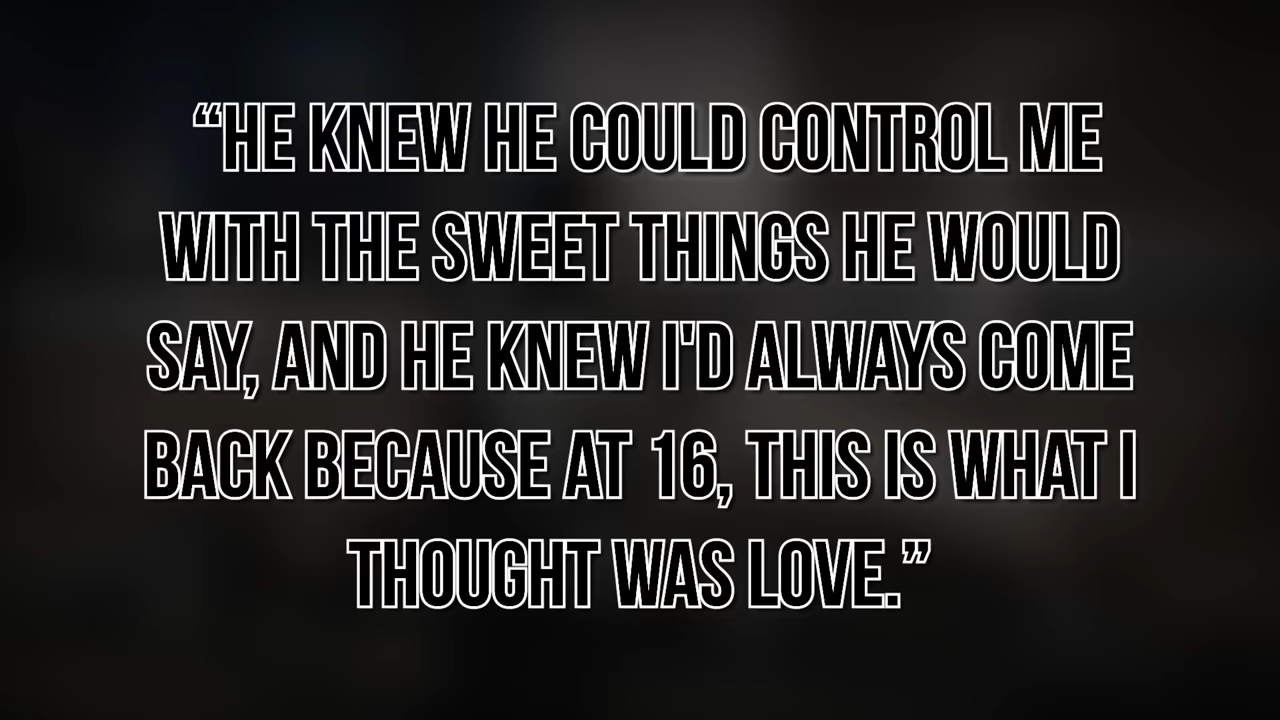 “HE KNEW HE COULD CONTROL ME
WITH THE SWEET THINGS HE WOULD
SAY, AND HE KNEW I'D ALWAYS COME
BACK BECAUSE AT 16, THIS IS WHAT I
THOUGHT WAS LOVE.”